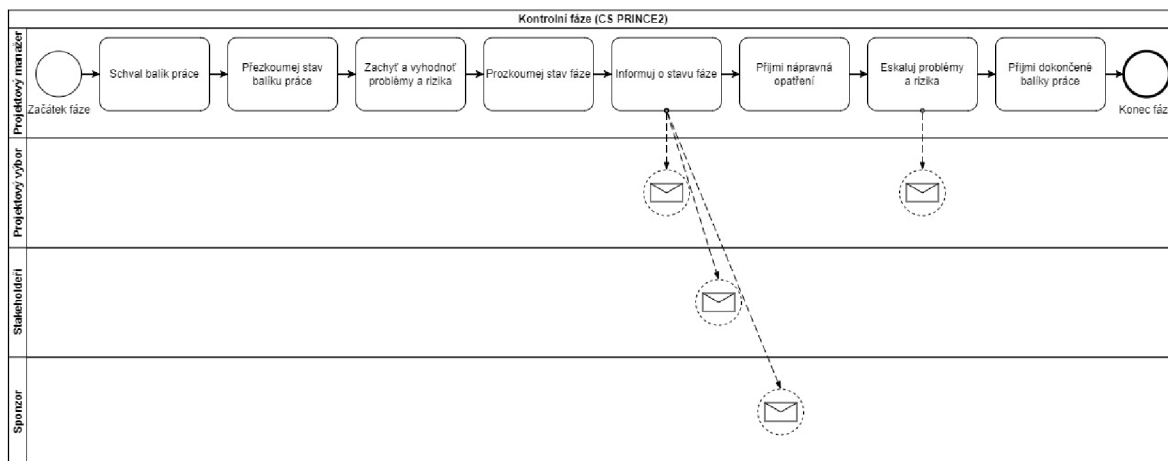 Kontrolní fáze (CS PRINCE2)
Projektový manažer
Začátek fáze
Schval balík práce
Přezkoumej stav
balíku práce
Zachyť a vyhodnoť
problémy a rizika
Prozkoumej stav fáze
Informuj o stavu fáze
Přijmi nápravná
opatření
Eskaluj problémy
a rizika
Přijmi dokončené
balíky práce
Konec fáze
Projektový výbor
Stakeholdeři
Sponzor